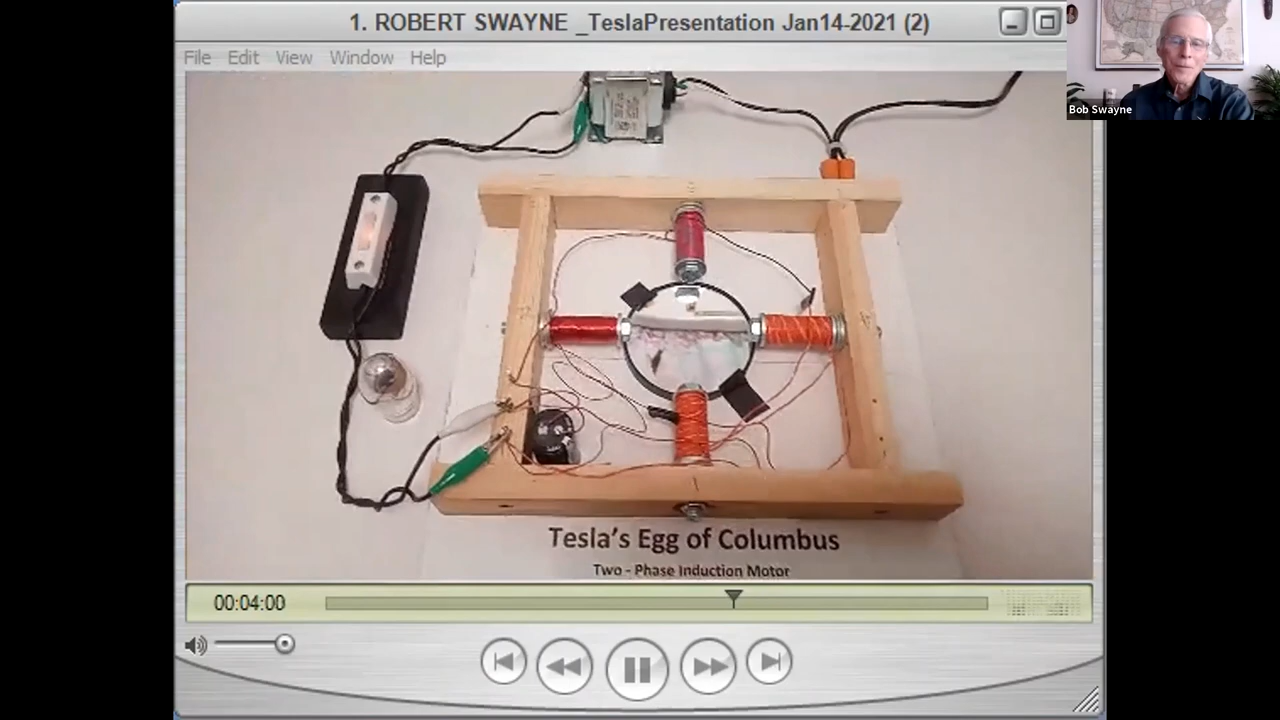 1. ROBERT SWAYNE _TeslaPresentation Jan14-2021 (2)
File Edit View Window Help
Bob Swayne
Tesla's Egg of Columbus
Two - Phase Induction Motor
00:04:00